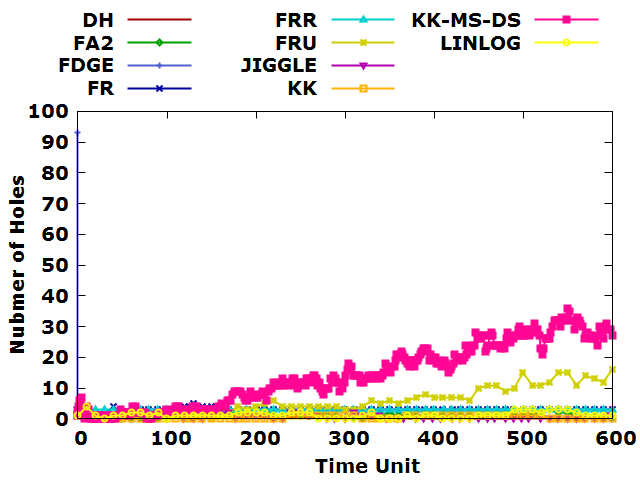 DH FRR KK-MS-DS
FA2 FRU LINLOG
FDGE JIGGLE
FR KK
100
90
80
70
60
50
40
30
20
10
0
0 100 200 300 400 500 600
Nubmer of Holes
Time Unit